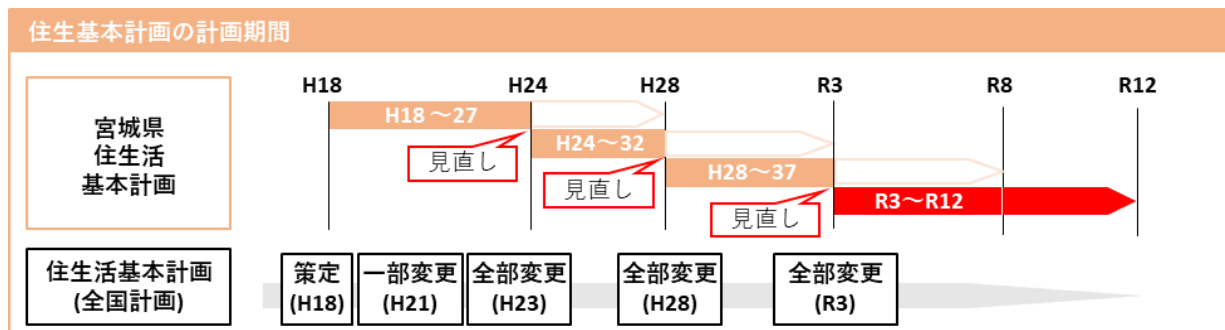 住生基本計画の計画期間
H18
H24
H28
R3
R8
R12
宮城県
住生活
基本計画
H18～27
見直し
H24～32
見直し
H28～37
見直し
R3～R12
住生活基本計画
(全国計画)
策定
(H18)
一部変更
(H21)
全部変更
(H23)
全部変更
(H28)
全部変更
(R3)